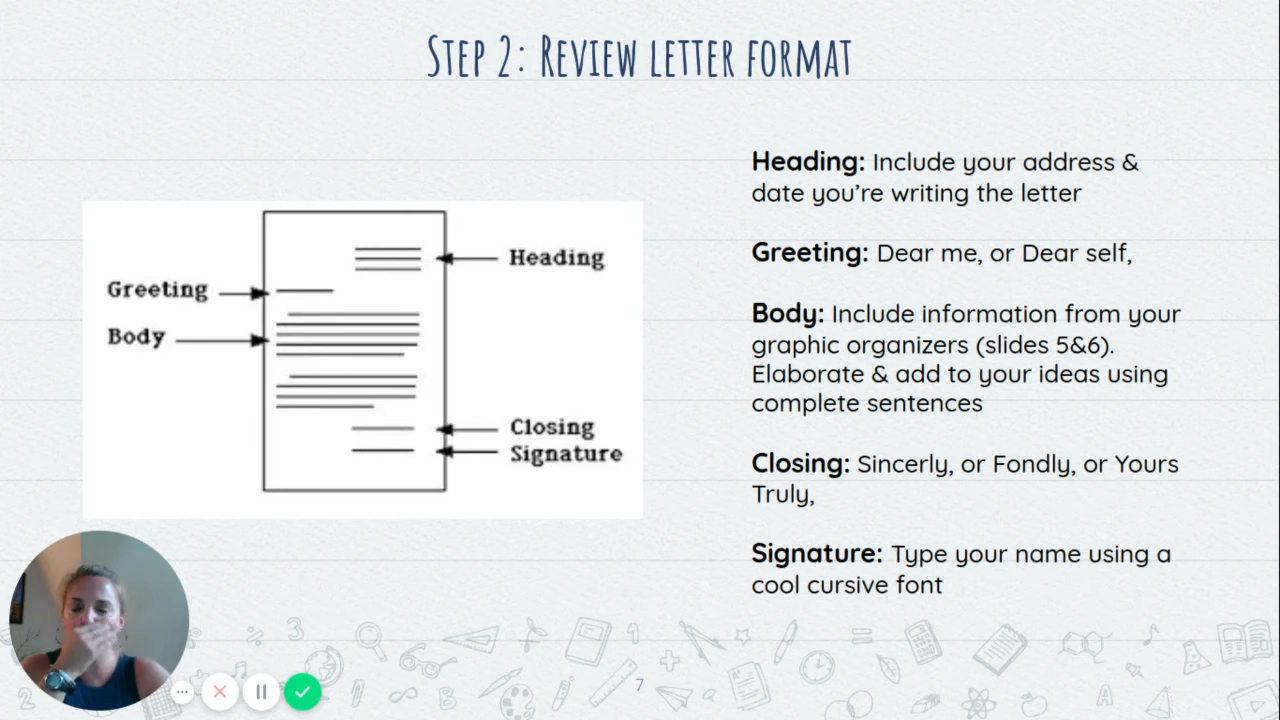 Step 2: Review letter format
Heading
Greeting
Body
Closing
Signature
Heading: Include your address &
date you're writing the letter
Greeting: Dear me, or Dear self,
Body: Include information from your
graphic organizers (slides 5&6).
Elaborate & add to your ideas using
complete sentences
Closing: Sincerly, or Fondly, or Yours
Truly,
Signature: Type your name using a
cool cursive font
7